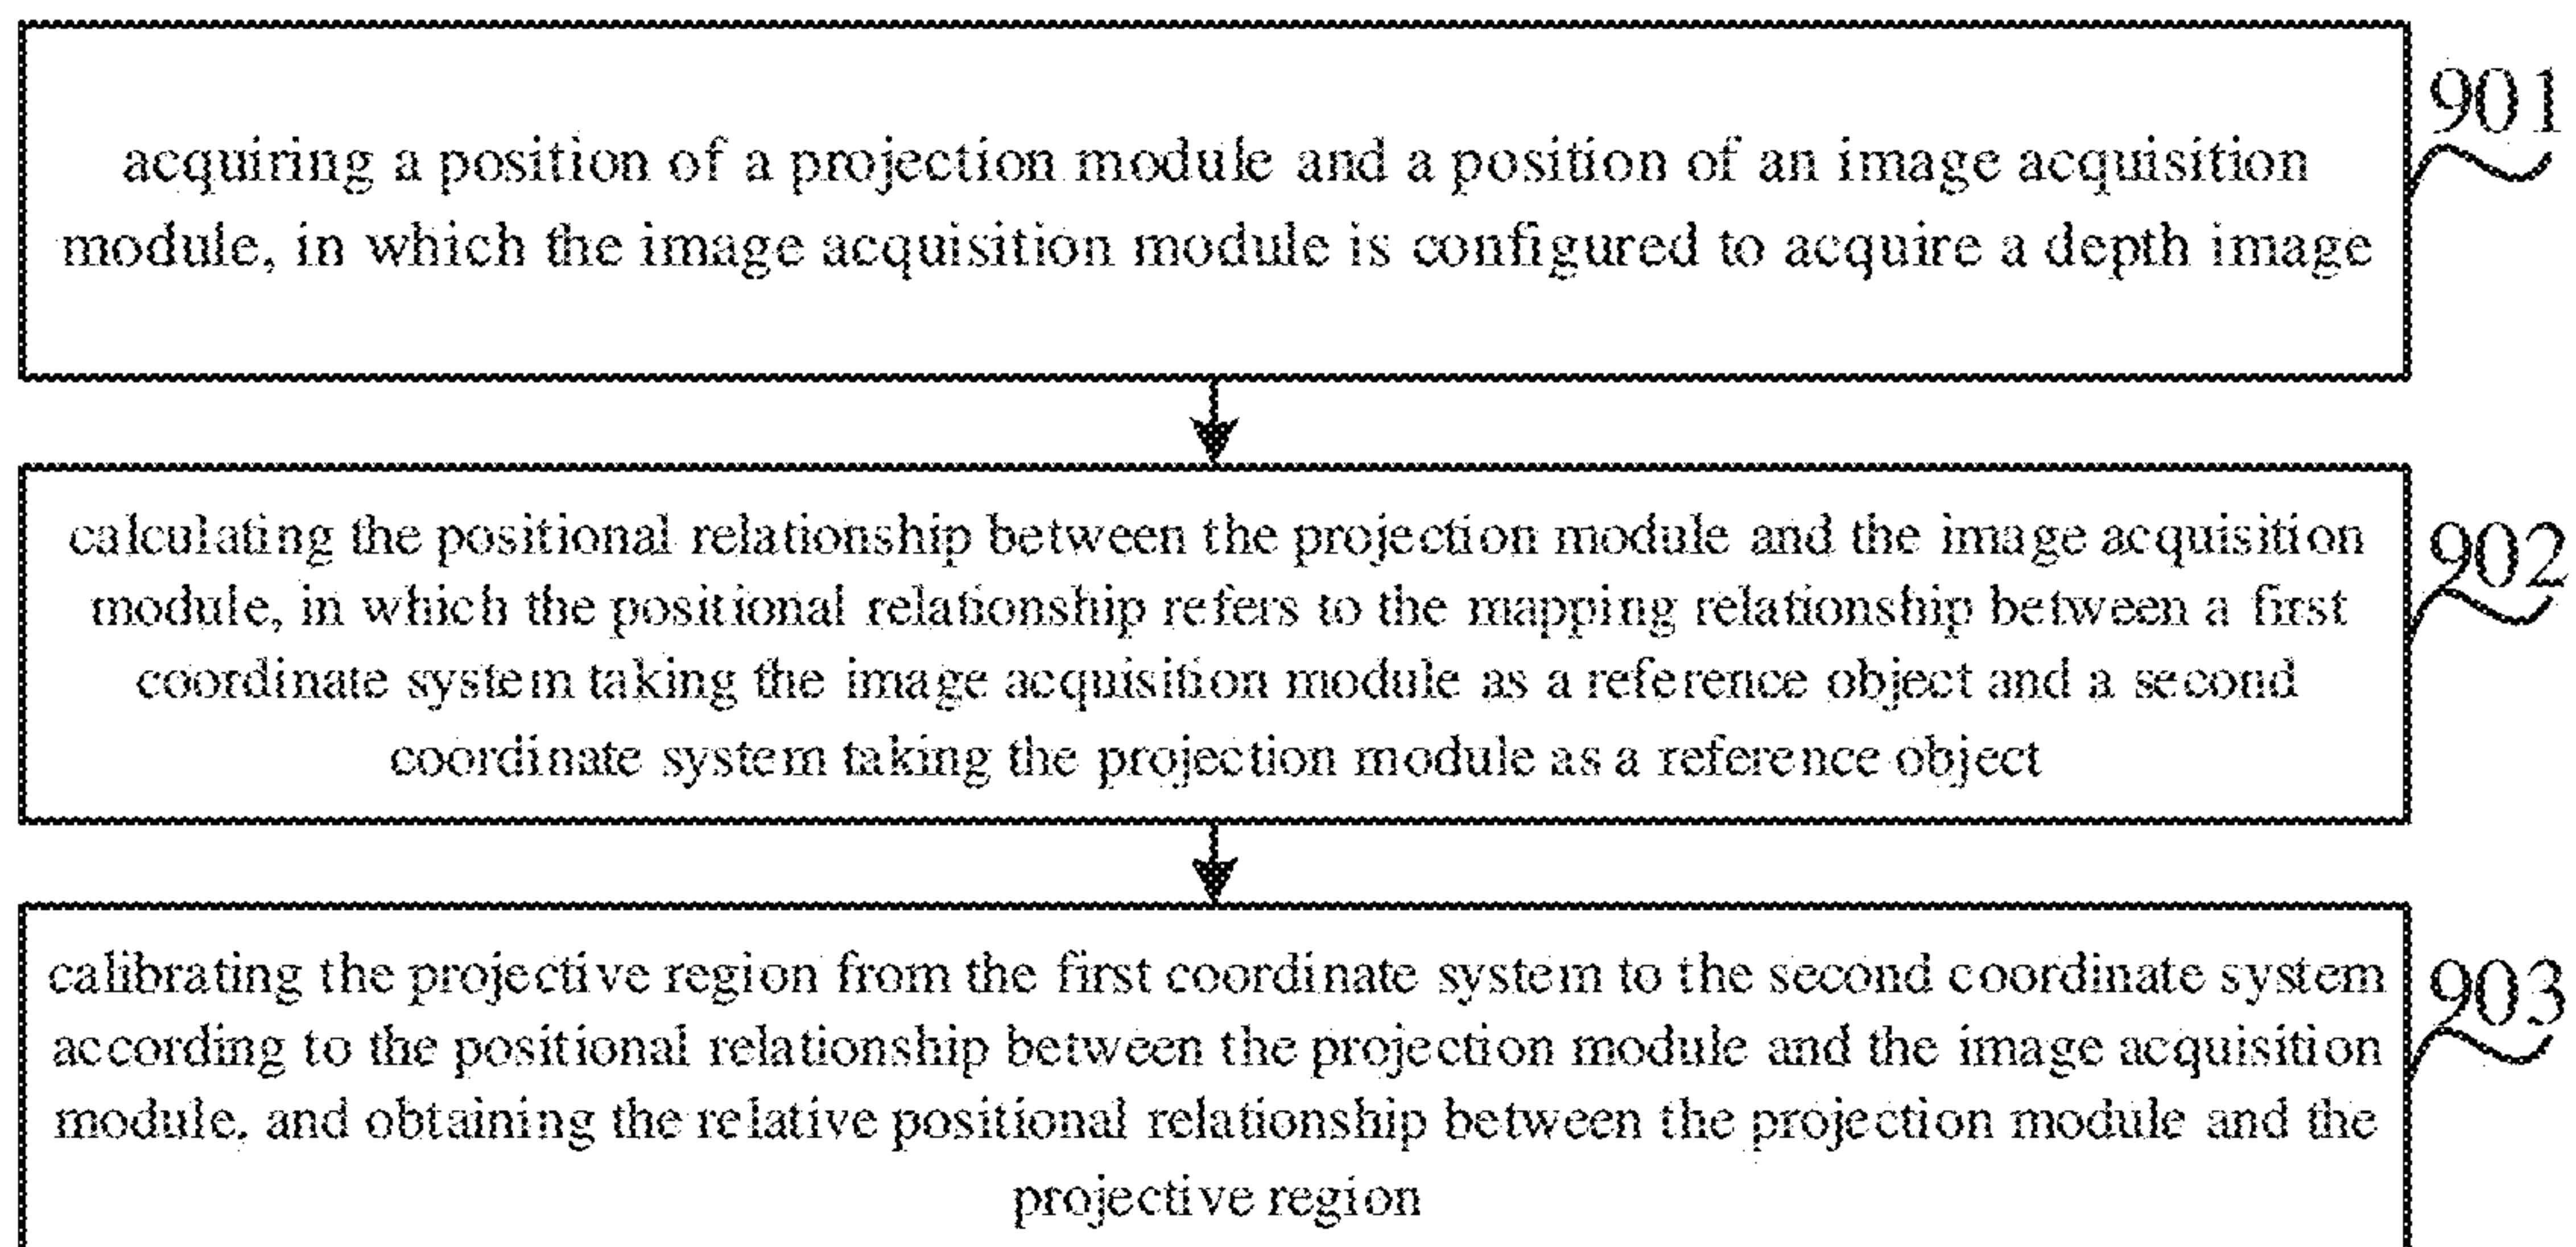 acquiring a position of a projection module and a position of an image acquisition
module, in which the image acquisition module is configured to acquire a depth image
901
calculating the positional relationship between the projection module and the image acquisition
module, in which the positional relationship refers to the mapping relationship between a first
coordinate system taking the image acquisition module as a reference object and a second
coordinate system taking the projection module as a reference object
902
calibrating the projective region from the first coordinate system to the second coordinate system
according to the positional relationship between the projection module and the image acquisition
module, and obtaining the relative positional relationship between the projection module and the
projective region
903